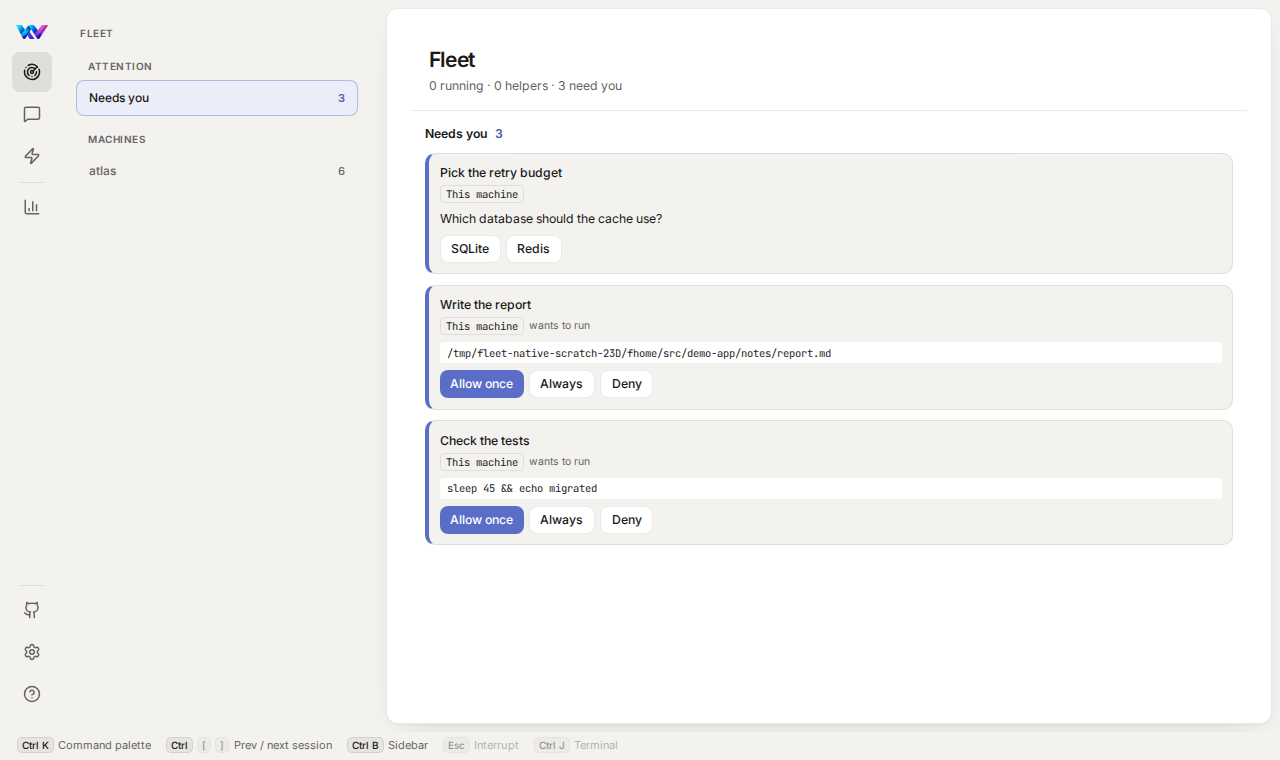 FLEET
ATTENTION
Needs you 3
MACHINES
atlas 6
Fleet
0 running · 0 helpers · 3 need you
Needs you 3
Pick the retry budget
This machine
Which database should the cache use?
SQLite Redis
Write the report
This machine wants to run
/tmp/fleet-native-scratch-23D/fhome/src/demo-app/notes/report.md
Allow once Always Deny
Check the tests
This machine wants to run
sleep 45 && echo migrated
Allow once Always Deny
Ctrl K Command palette Ctrl [ ] Prev / next session Ctrl B Sidebar Esc Interrupt Ctrl J Terminal